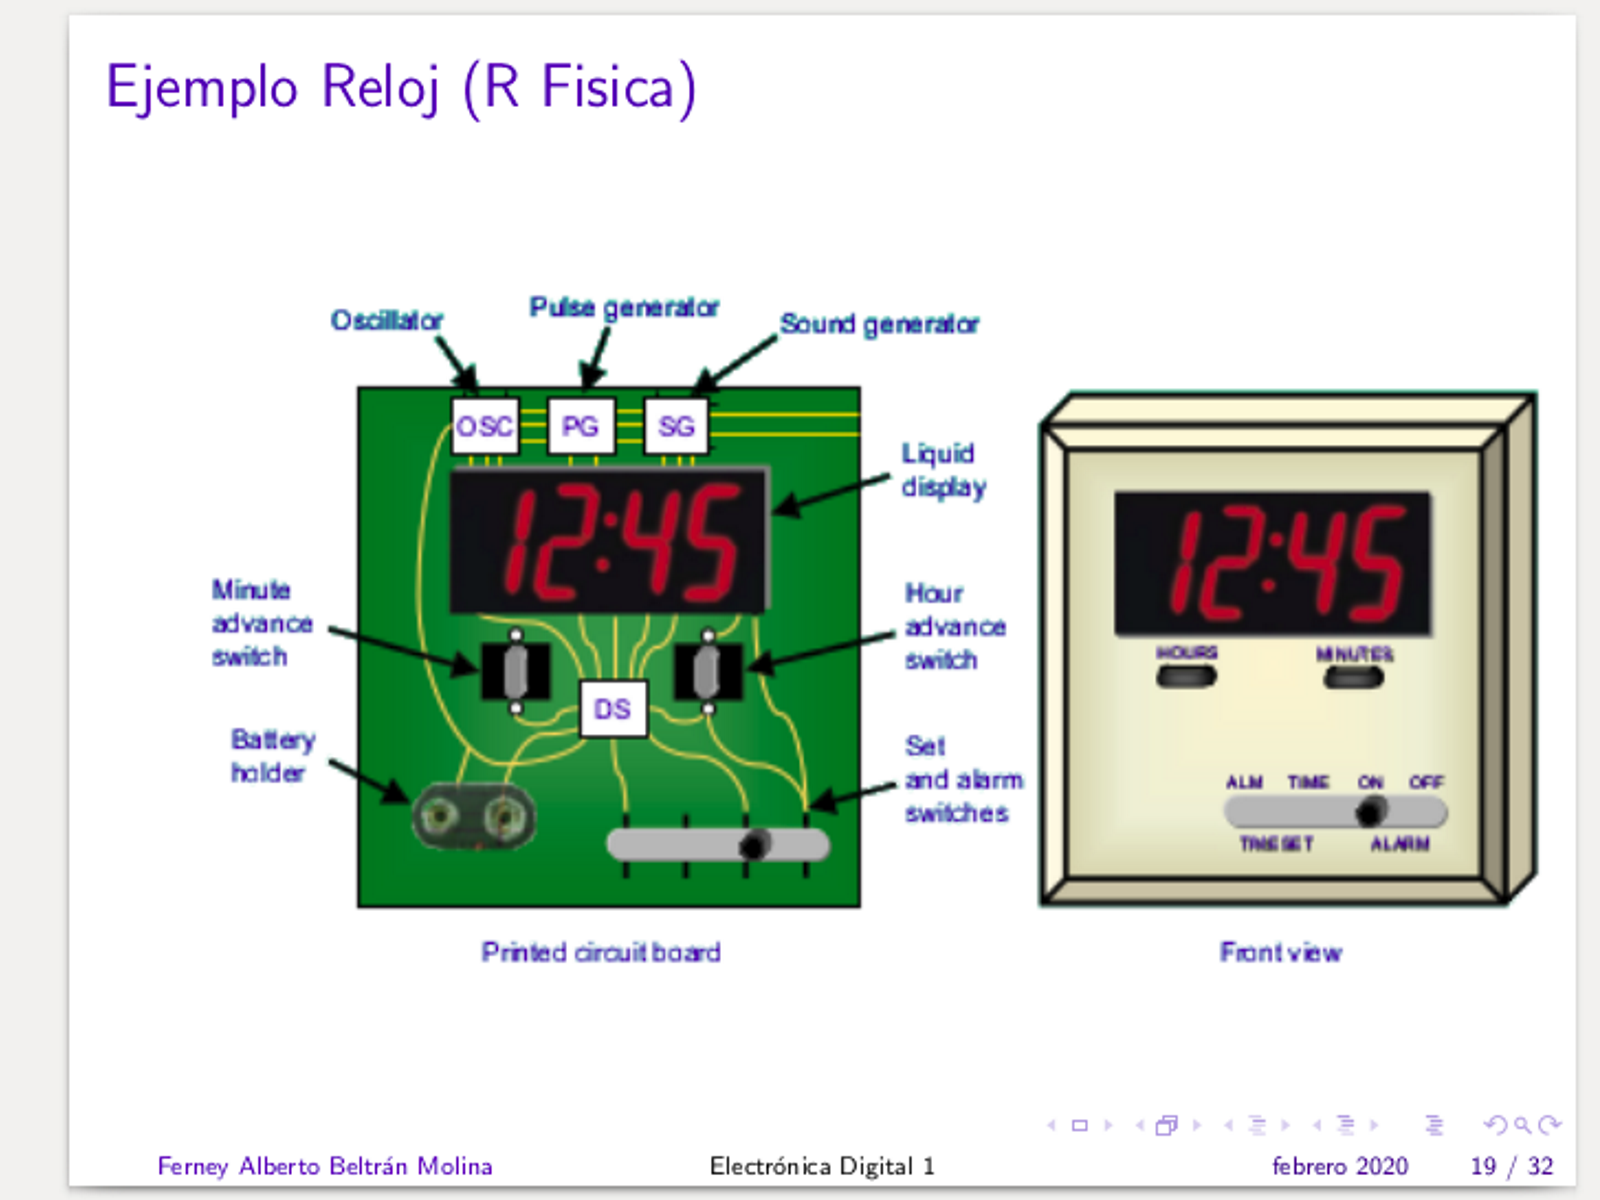 Ejemplo Reloj (R Fisica)
Oscillator
Pulse generator
Sound generator
OSC
PG
SG
Liquid
display
12:45
Minute
advance
switch
Hour
advance
switch
DS
Battery
holder
Set
and alarm
switches
Printed circuit board
12:45
HOURS
MINUTES
ALM TIME ON OFF
TIME SET ALARM
Front view
Ferney Alberto Beltrán Molina
Electrónica Digital 1
febrero 2020
19 / 32